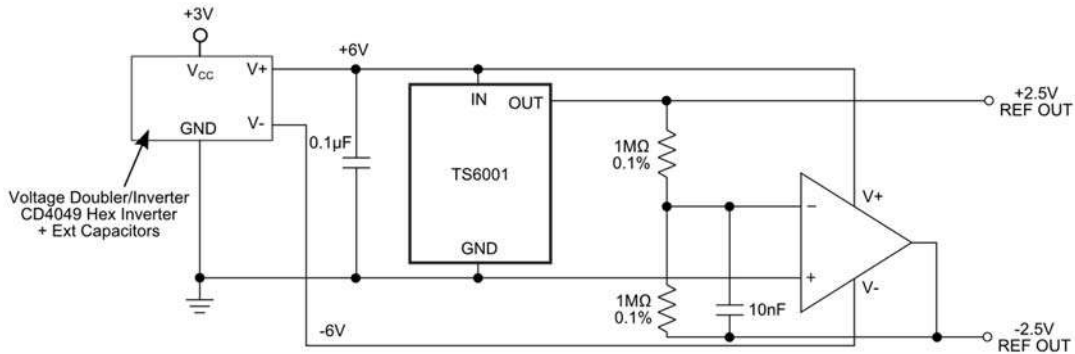 +3V
VCC
V+
V-
GND
+6V
0.1μF
IN
OUT
TS6001
GND
1MΩ
0.1%
+2.5V
REF OUT
Voltage Doubler/Inverter
CD4049 Hex Inverter
+ Ext Capacitors
−
+
V+
V-
1MΩ
0.1%
10nF
-6V
-2.5V
REF OUT